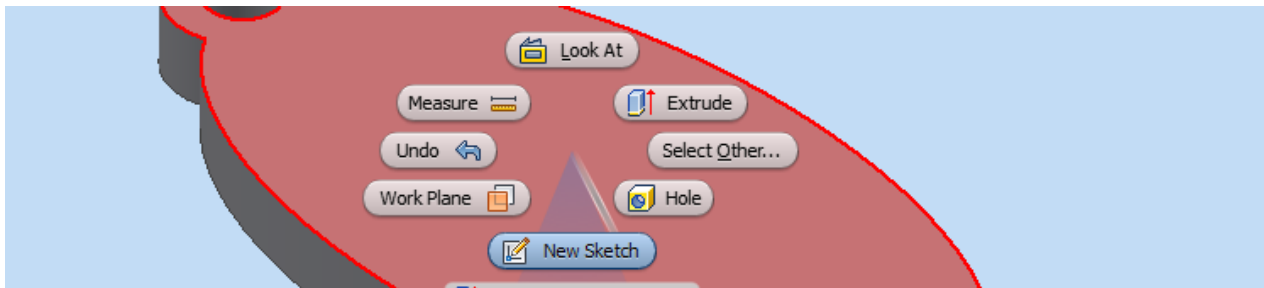 Look At
Measure
Extrude
Undo
Select Other...
Work Plane
Hole
New Sketch